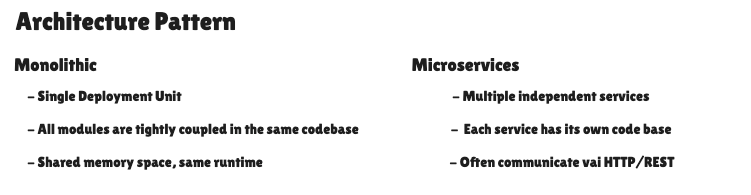 Architecture Pattern
Monolithic
– Single Deployment Unit
– All modules are tightly coupled in the same codebase
– Shared memory space, same runtime
Microservices
– Multiple independent services
– Each service has its own code base
– Often communicate vai HTTP/REST